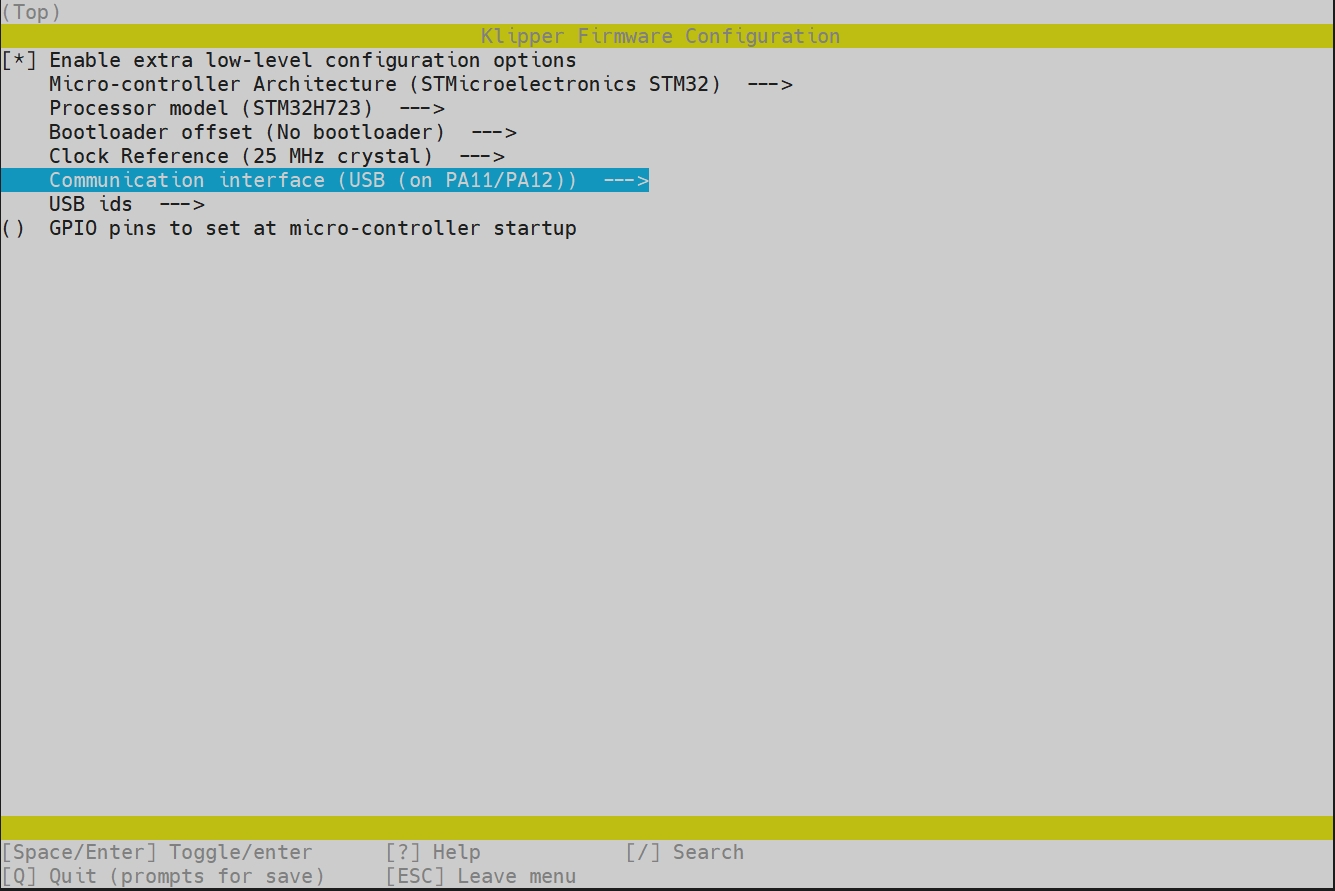 (Top)
Klipper Firmware Configuration
[*] Enable extra low-level configuration options
Micro-controller Architecture (STMicroelectronics STM32)  --->
Processor model (STM32H723)  --->
Bootloader offset (No bootloader)  --->
Clock Reference (25 MHz crystal)  --->
Communication interface (USB (on PA11/PA12))  --->
USB ids  --->
()  GPIO pins to set at micro-controller startup
[Space/Enter] Toggle/enter      [?] Help            [/] Search
[Q] Quit (prompts for save)     [ESC] Leave menu